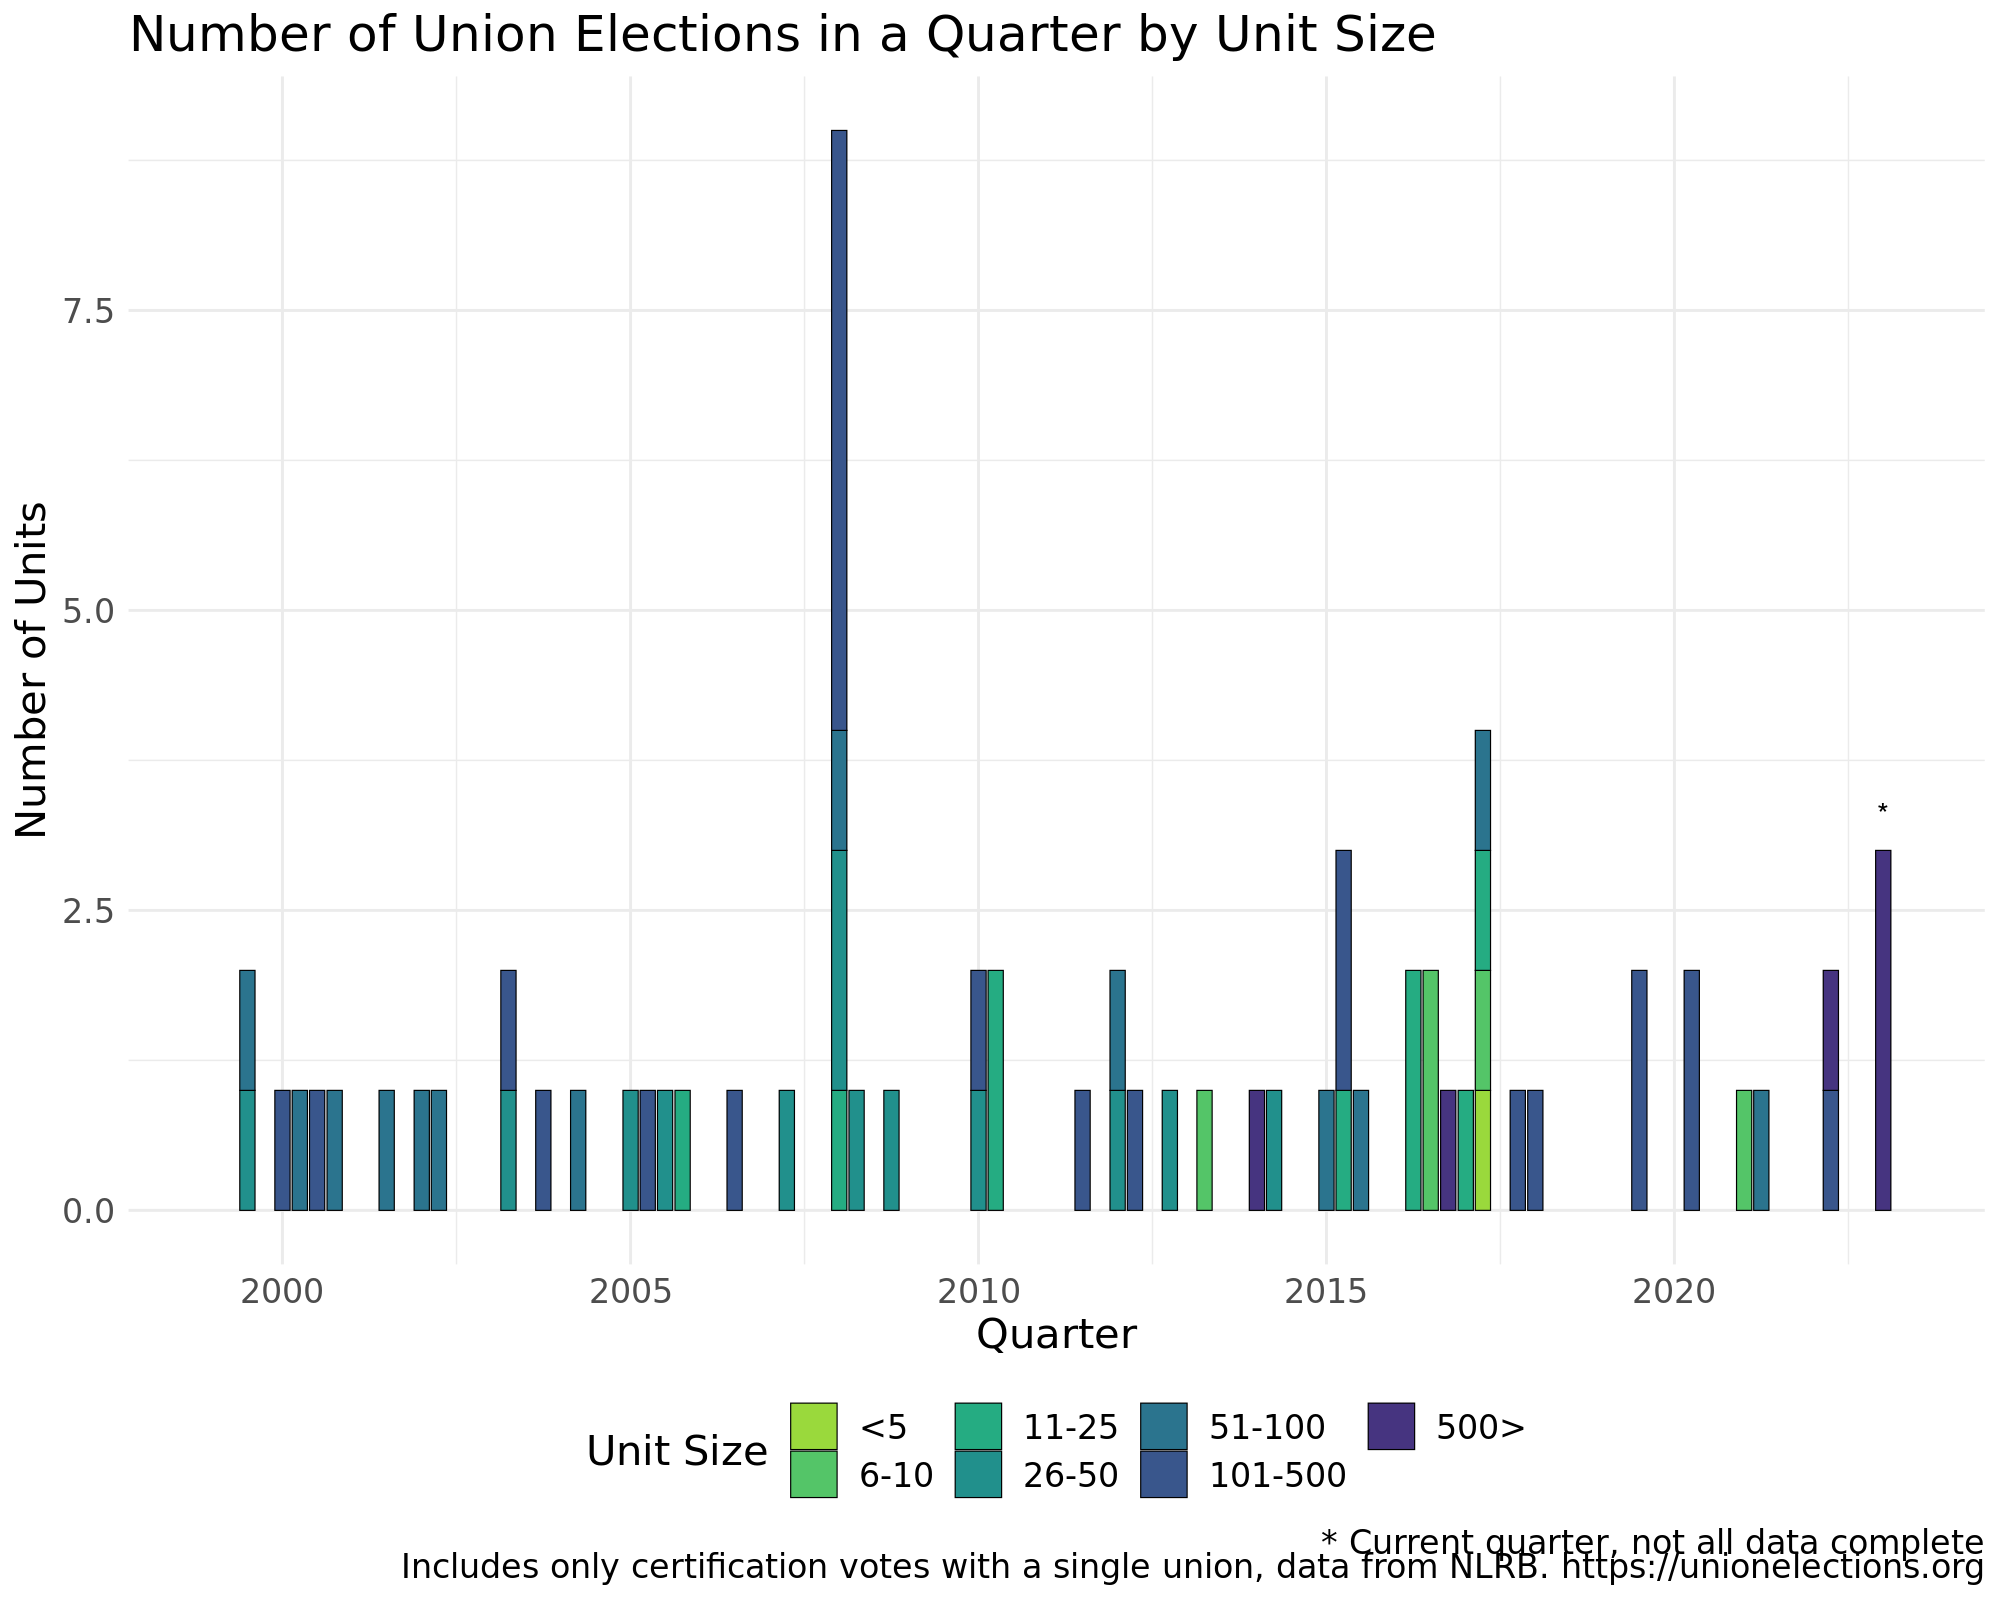 Number of Union Elections in a Quarter by Unit Size
Number of Units
7.5
5.0
2.5
0.0
*
2000 2005 2010 2015 2020
Quarter
Unit Size
<5 11-25 51-100 500>
6-10 26-50 101-500
* Current quarter, not all data complete
Includes only certification votes with a single union, data from NLRB. https://unionelections.org